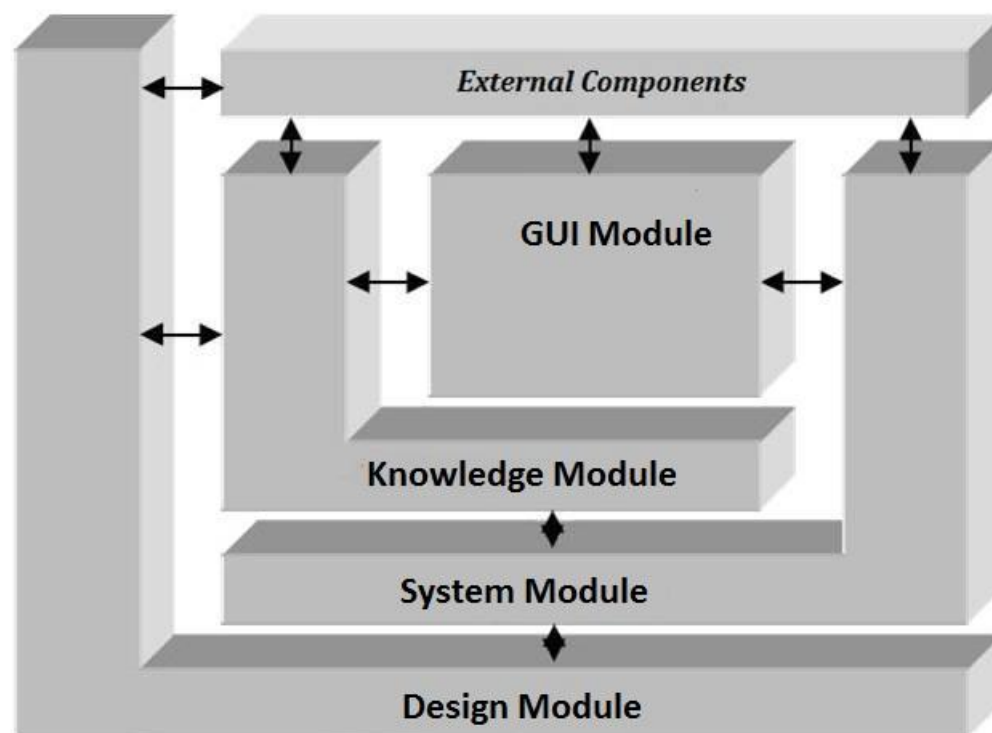 External Components
GUI Module
Knowledge Module
System Module
Design Module